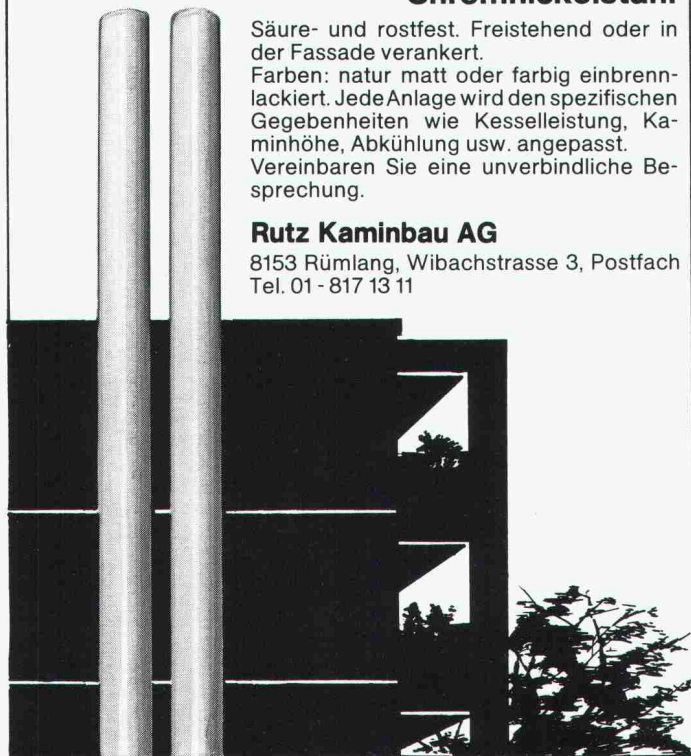 Säure- und rostfest. Freistehend oder in
der Fassade verankert.
Farben: natur matt oder farbig einbrenn-
lackiert. Jede Anlage wird den spezifischen
Gegebenheiten wie Kesselleistung, Ka-
minhöhe, Abkühlung usw. angepasst.
Vereinbaren Sie eine unverbindliche Be-
sprechung.
Rutz Kaminbau AG
8153 Rümlang, Wibachstrasse 3, Postfach
Tel. 01 - 817 13 11